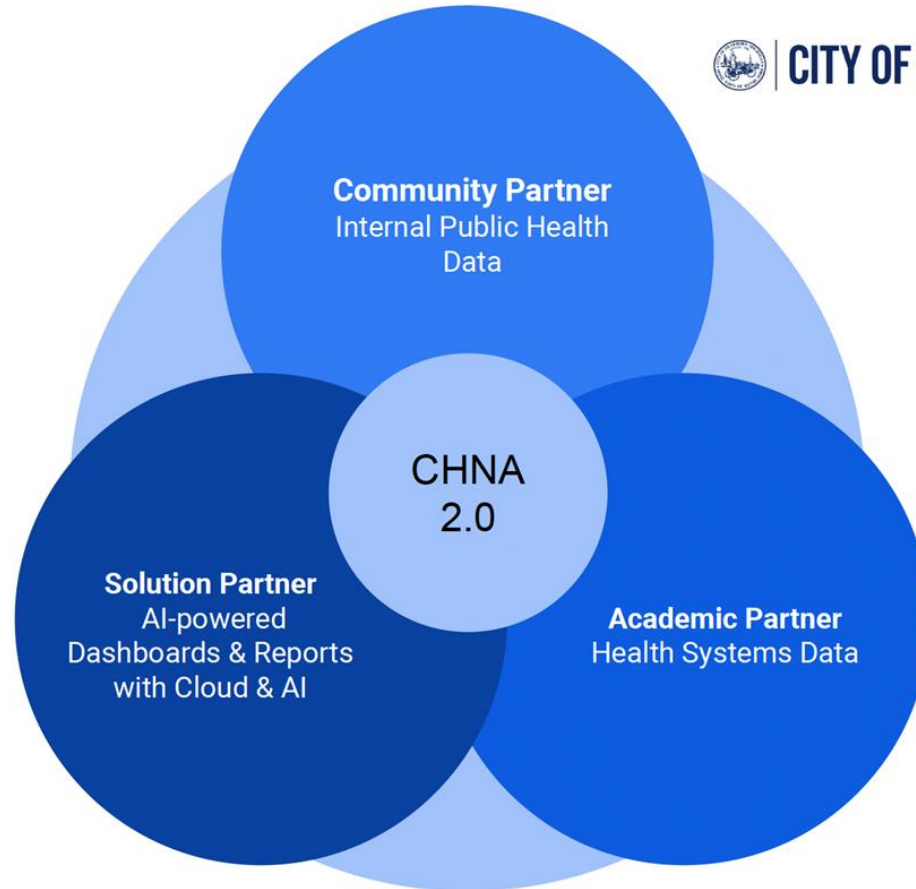 CITY OF
Community Partner
Internal Public Health
Data
CHNA
2.0
Solution Partner
AI-powered
Dashboards & Reports
with Cloud & AI
Academic Partner
Health Systems Data